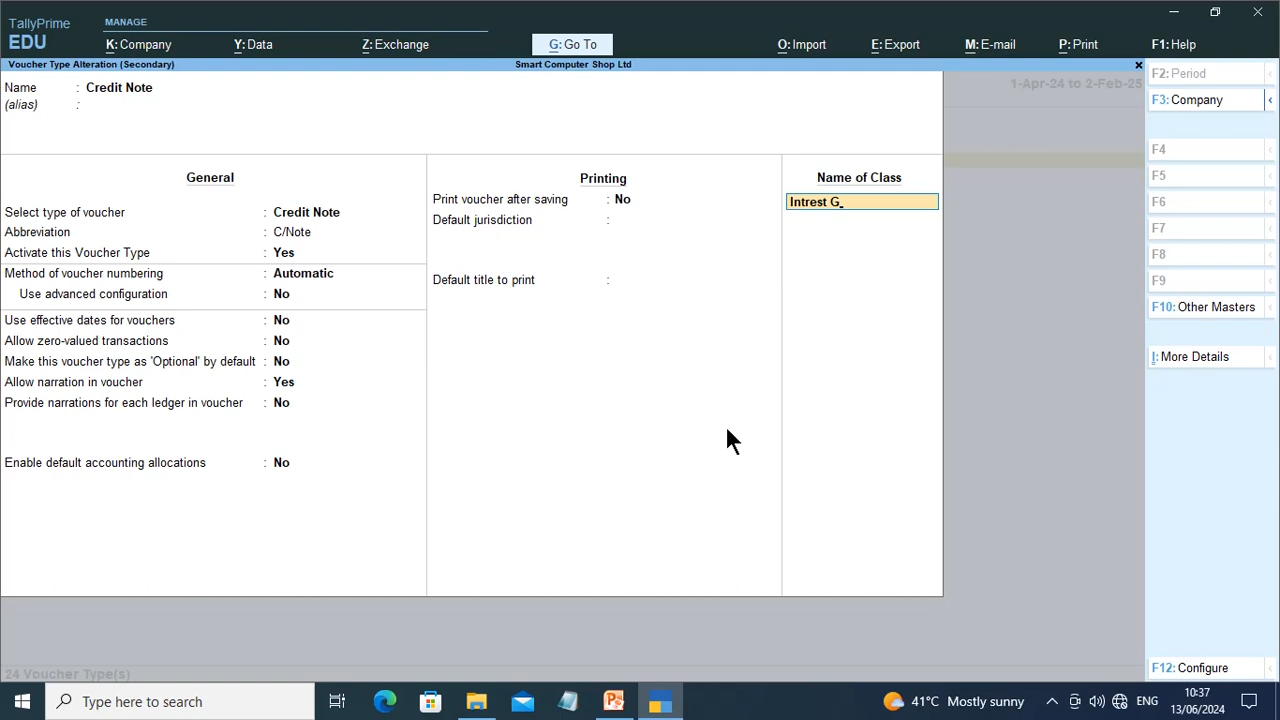 TallyPrime
EDU
MANAGE
K: Company
Y: Data
Z: Exchange
G: Go To
O: Import
E: Export
M: E-mail
P: Print
F1: Help
Voucher Type Alteration (Secondary)
Smart Computer Shop Ltd
1-Apr-24 to 2-Feb-25
Name : Credit Note
(alias) :
General
Select type of voucher : Credit Note
Abbreviation : C/Note
Activate this Voucher Type : Yes
Method of voucher numbering : Automatic
Use advanced configuration : No
Use effective dates for vouchers : No
Allow zero-valued transactions : No
Make this voucher type as 'Optional' by default : No
Allow narration in voucher : Yes
Provide narrations for each ledger in voucher : No
Enable default accounting allocations : No
Printing
Print voucher after saving : No
Default jurisdiction :
Default title to print :
Name of Class
Intrest G
F2: Period
F3: Company
F4
F5
F6
F7
F8
F9
F10: Other Masters
I: More Details
F12: Configure
24 Voucher Type(s)
Type here to search
41°C Mostly sunny
ENG
10:37
13/06/2024